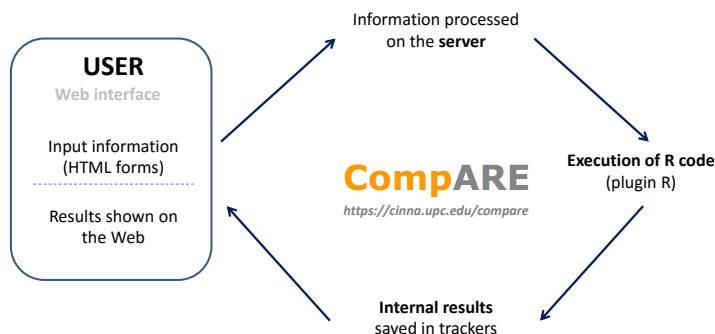 Information processed
on the server
USER
Web interface
Input information
(HTML forms)
Results shown on
the Web
Execution of R code
(plugin R)
CompARE
https://cinna.upc.edu/compare
Internal results
saved in trackers